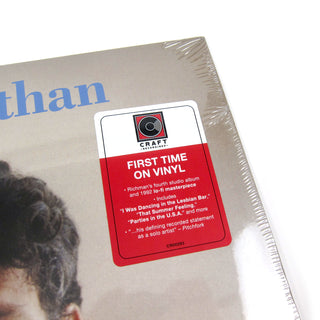 than
CRAFT
RECORDINGS
FIRST TIME
ON VINYL
• Richman's fourth studio album
and 1992 lo-fi masterpiece
• Includes
"I Was Dancing in the Lesbian Bar,"
"That Summer Feeling,"
"Parties in the U.S.A." and more
• "...his defining recorded statement
as a solo artist" – Pitchfork